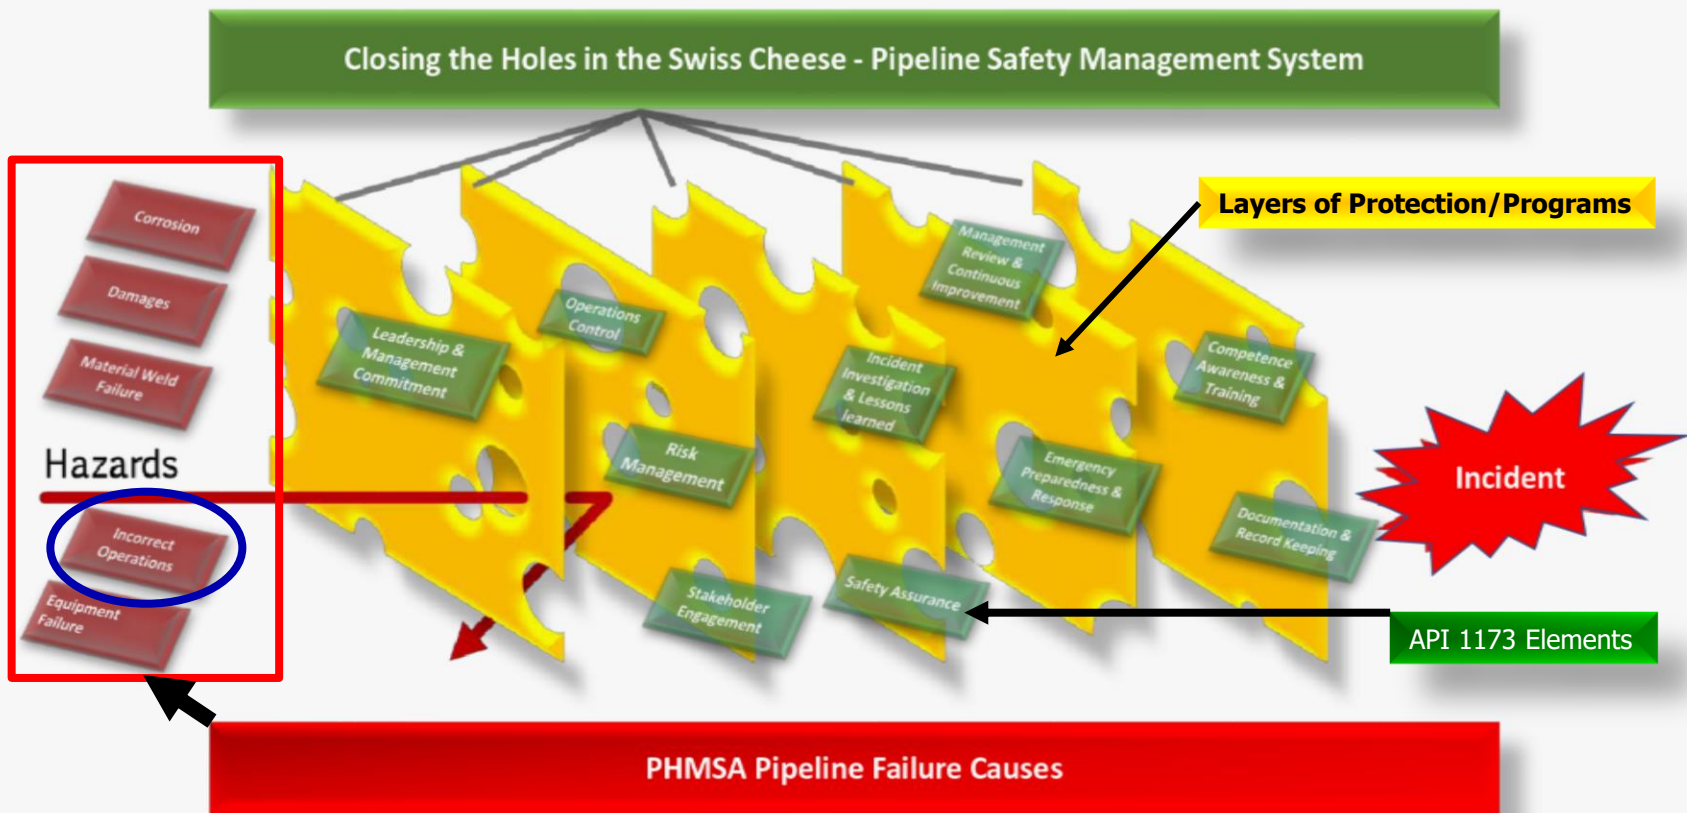 Closing the Holes in the Swiss Cheese - Pipeline Safety Management System
Layers of Protection/Programs
Corrosion
Damages
Material Weld
Failure
Hazards
Incorrect
Operations
Equipment
Failure
Leadership &
Management
Commitment
Operations
Control
Risk
Management
Stakeholder
Engagement
Incident
Investigation
& Lessons
learned
Safety Assurance
Management
Review &
Continuous
Improvement
Emergency
Preparedness &
Response
Competence
Awareness &
Training
Documentation &
Record Keeping
Incident
API 1173 Elements
PHMSA Pipeline Failure Causes